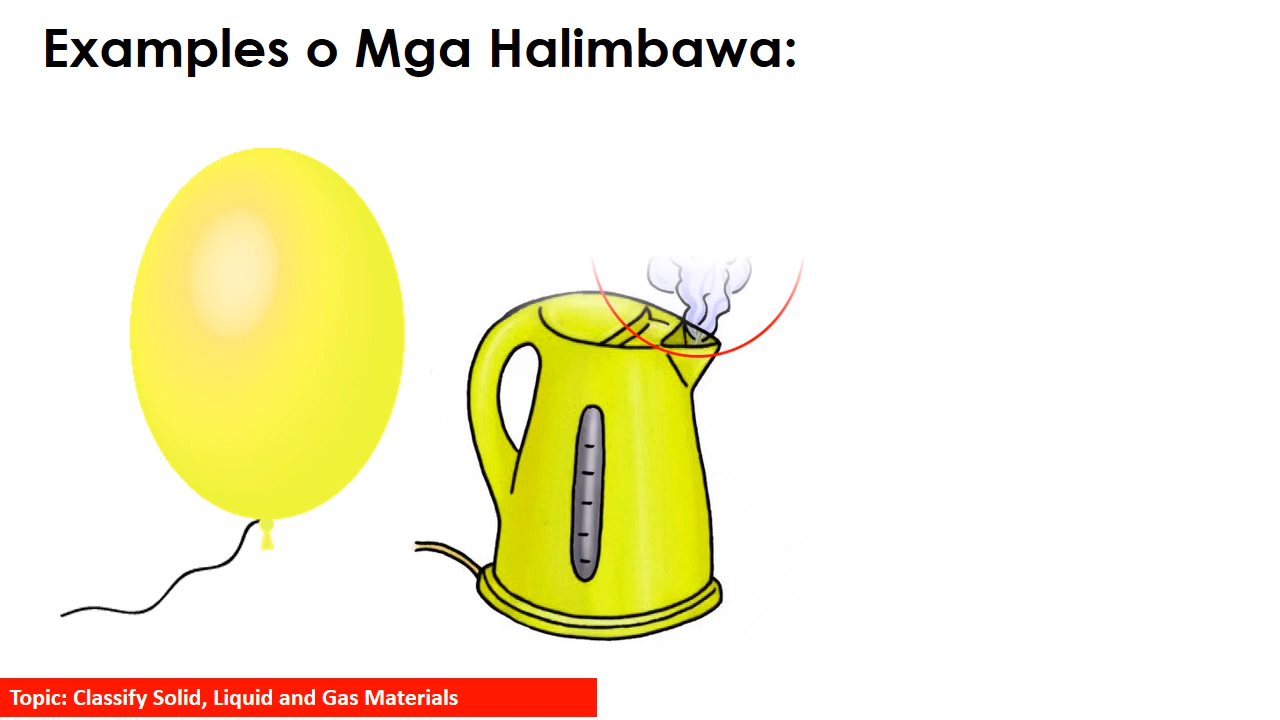 Examples o Mga Halimbawa:
Topic: Classify Solid, Liquid and Gas Materials